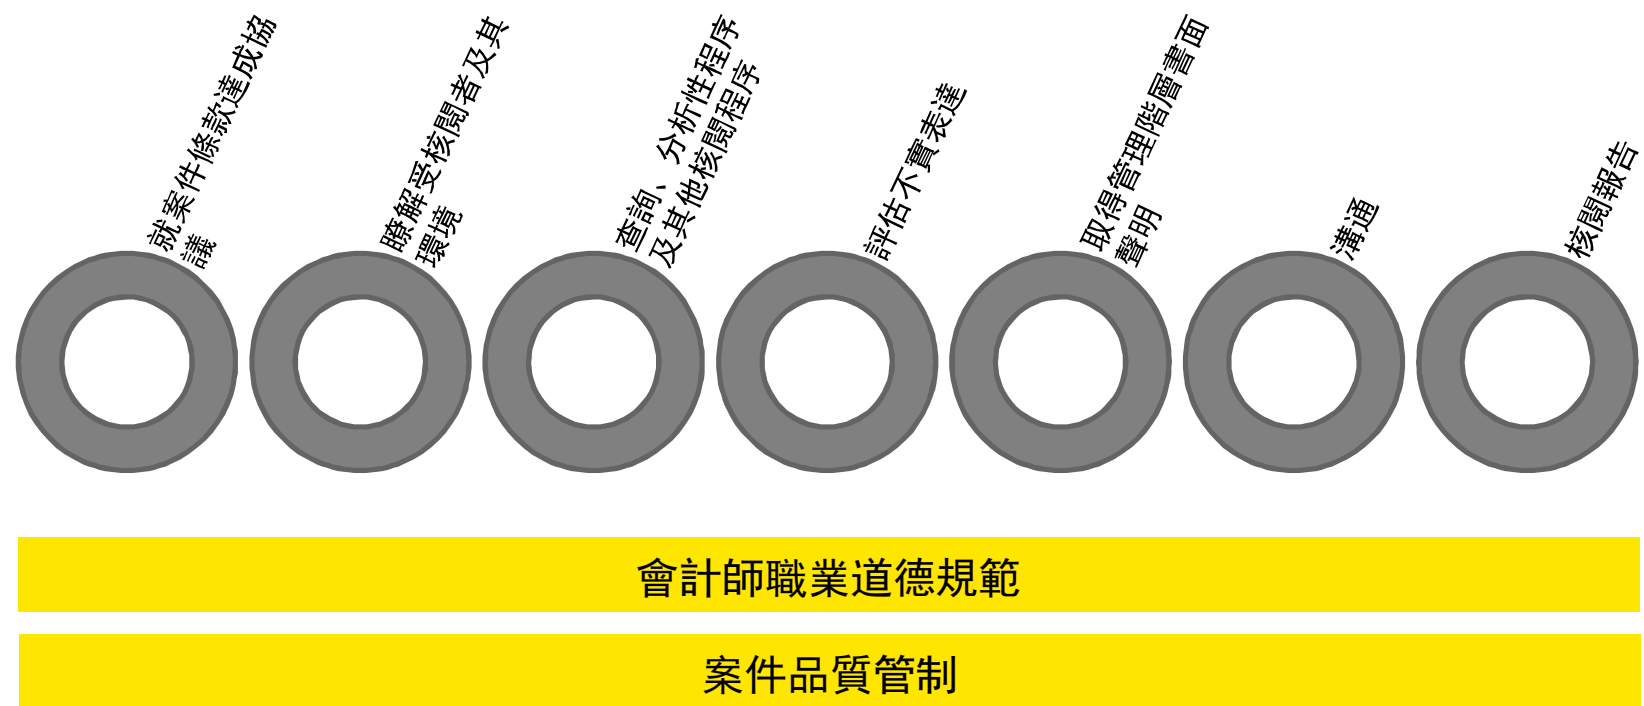 就案件條款達成協
議
瞭解受核閱者及其
環境
查詢、分析性程序
及其他核閱程序
評估不實表達
取得管理階層書面
聲明
溝通
核閱報告
會計師職業道德規範
案件品質管制